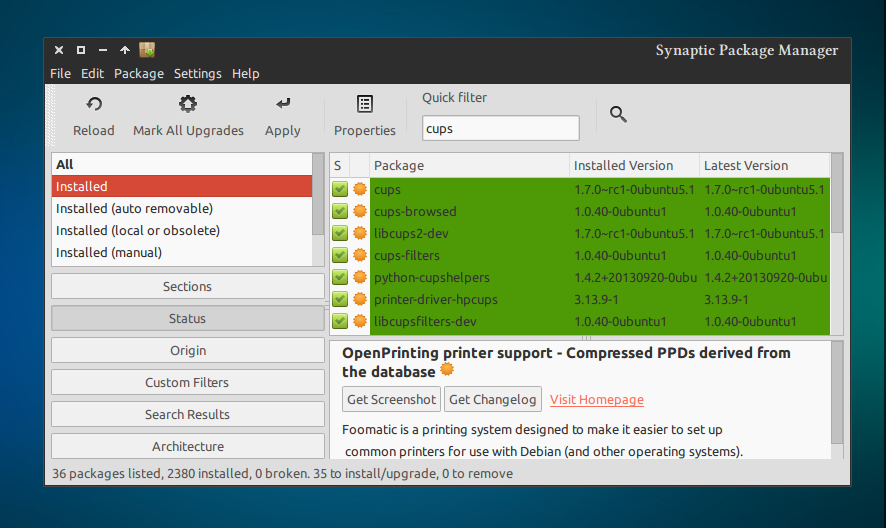 Synaptic Package Manager
File Edit Package Settings Help
Reload Mark All Upgrades Apply Properties
Quick filter
cups
All
Installed
Installed (auto removable)
Installed (local or obsolete)
Installed (manual)
Sections
Status
Origin
Custom Filters
Search Results
Architecture
S Package Installed Version Latest Version
cups 1.7.0~rc1-0ubuntu5.1 1.7.0~rc1-0ubuntu5.1
cups-browsed 1.0.40-0ubuntu1 1.0.40-0ubuntu1
libcups2-dev 1.7.0~rc1-0ubuntu5.1 1.7.0~rc1-0ubuntu5.1
cups-filters 1.0.40-0ubuntu1 1.0.40-0ubuntu1
python-cupshelpers 1.4.2+20130920-0ubu 1.4.2+20130920-0ubu
printer-driver-hpcups 3.13.9-1 3.13.9-1
libcupsfilters-dev 1.0.40-0ubuntu1 1.0.40-0ubuntu1
OpenPrinting printer support - Compressed PPDs derived from
the database
Get Screenshot Get Changelog Visit Homepage
Foomatic is a printing system designed to make it easier to set up
common printers for use with Debian (and other operating systems).
36 packages listed, 2380 installed, 0 broken. 35 to install/upgrade, 0 to remove